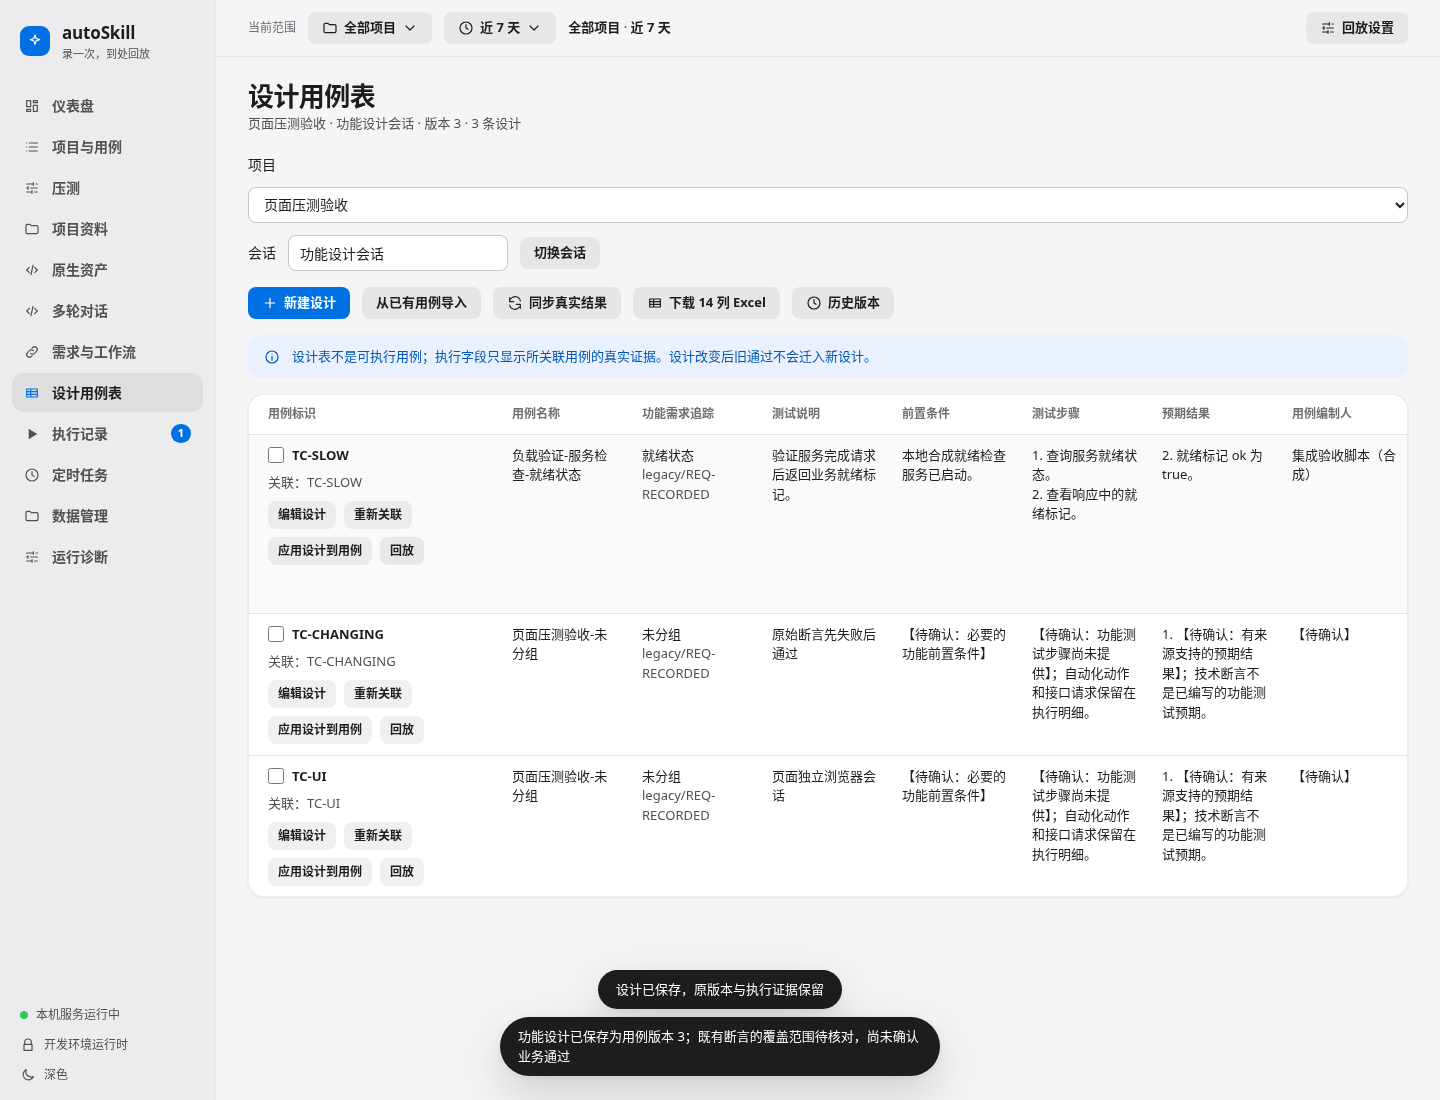 autoSkill
录一次，到处回放
仪表盘
项目与用例
压测
项目资料
原生资产
多轮对话
需求与工作流
设计用例表
执行记录
1
定时任务
数据管理
运行诊断
本机服务运行中
开发环境运行时
深色
当前范围
全部项目
近 7 天
全部项目 · 近 7 天
回放设置
设计用例表
页面压测验收 · 功能设计会话 · 版本 3 · 3 条设计
项目
页面压测验收
会话
功能设计会话
切换会话
新建设计
从已有用例导入
同步真实结果
下载 14 列 Excel
历史版本
设计表不是可执行用例；执行字段只显示所关联用例的真实证据。设计改变后旧通过不会迁入新设计。
用例标识
用例名称
功能需求追踪
测试说明
前置条件
测试步骤
预期结果
用例编制人
TC-SLOW
关联：TC-SLOW
编辑设计
重新关联
应用设计到用例
回放
负载验证-服务检
查-就绪状态
就绪状态
legacy/REQ-
RECORDED
验证服务完成请求
后返回业务就绪标
记。
本地合成就绪检查
服务已启动。
1. 查询服务就绪状
态。
2. 查看响应中的就
绪标记。
2. 就绪标记 ok 为
true。
集成验收脚本（合
成）
TC-CHANGING
关联：TC-CHANGING
编辑设计
重新关联
应用设计到用例
回放
页面压测验收-未
分组
未分组
legacy/REQ-
RECORDED
原始断言先失败后
通过
【待确认：必要的
功能前置条件】
【待确认：功能测
试步骤尚未提
供】；自动化动作
和接口请求保留在
执行明细。
1. 【待确认：有来
源支持的预期结
果】；技术断言不
是已编写的功能测
试预期。
【待确认】
TC-UI
关联：TC-UI
编辑设计
重新关联
应用设计到用例
回放
页面压测验收-未
分组
未分组
legacy/REQ-
RECORDED
页面独立浏览器会
话
【待确认：必要的
功能前置条件】
【待确认：功能测
试步骤尚未提
供】；自动化动作
和接口请求保留在
执行明细。
1. 【待确认：有来
源支持的预期结
果】；技术断言不
是已编写的功能测
试预期。
【待确认】
设计已保存，原版本与执行证据保留
功能设计已保存为用例版本 3；既有断言的覆盖范围待核对，尚未确认
业务通过